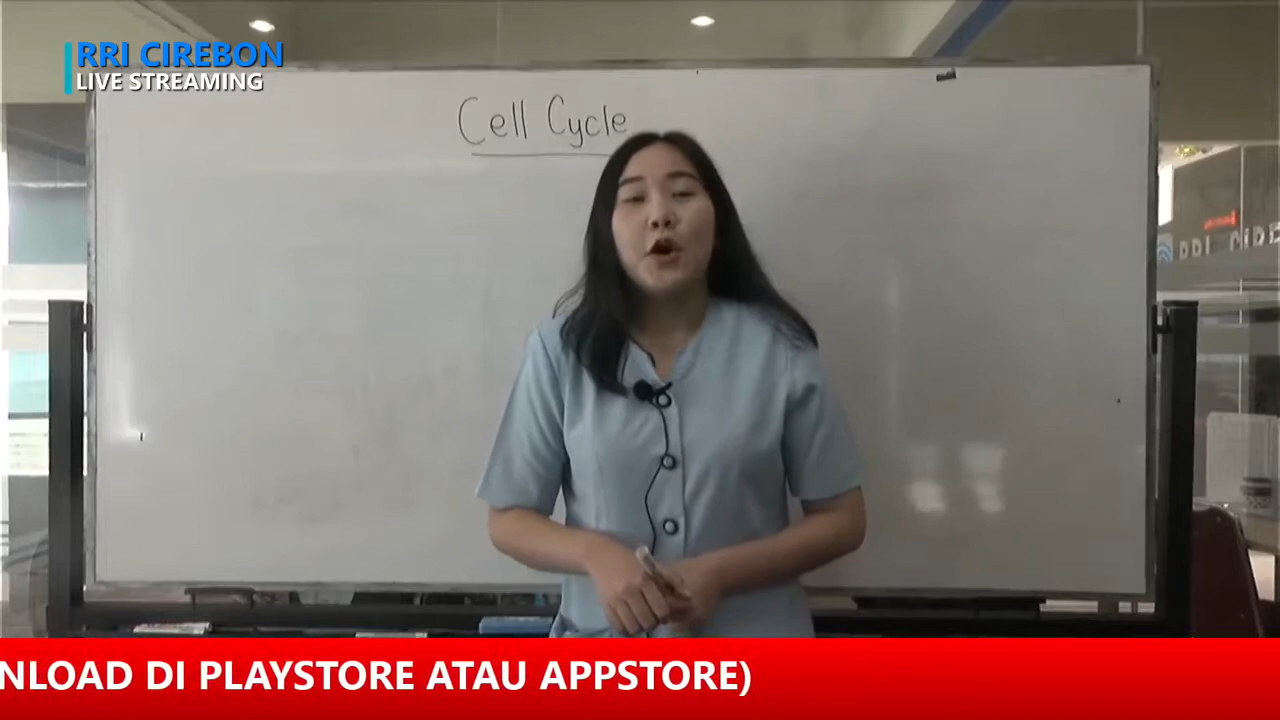 RRI CIREBON
LIVE STREAMING
Cell Cycle
NLOAD DI PLAYSTORE ATAU APPSTORE)